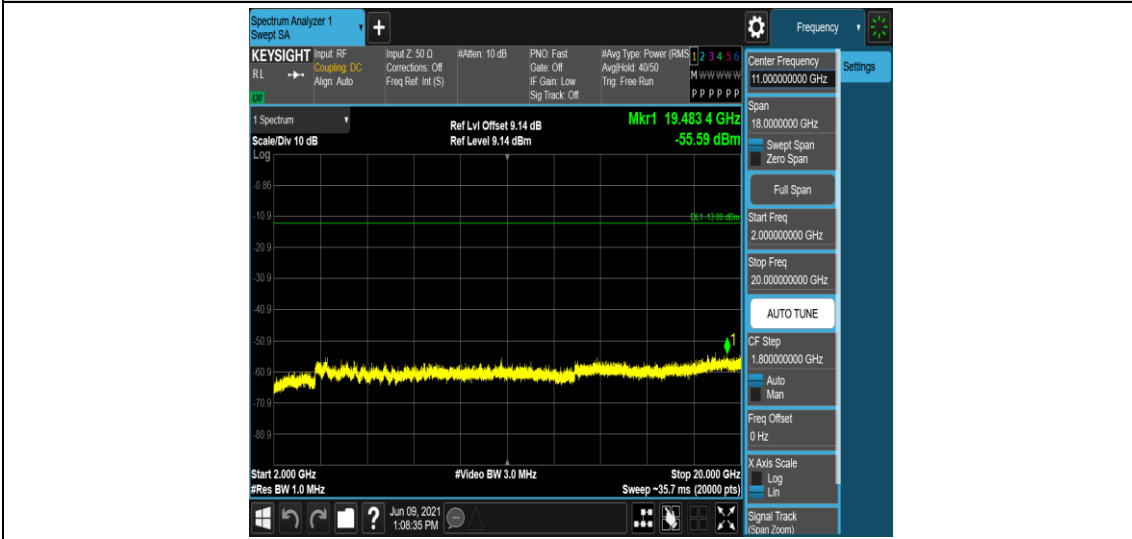 Spectrum Analyzer 1
Swept SA
+
Frequency
KEYSIGHT
RL
Input: RF
Coupling: DC
Align: Auto
Input Z: 50 Ω
Corrections: Off
Freq Ref: Int (S)
#Atten: 10 dB
PNO: Fast
Gate: Off
IF Gain: Low
Sig Track: Off
#Avg Type: Power (RMS
Avg|Hold: 40/50
Trig: Free Run
1 2 3 4 5 6
M W W W W W
P P P P P P
1 Spectrum
Scale/Div 10 dB
Log
Ref Lvl Offset 9.14 dB
Ref Level 9.14 dBm
Mkr1 19.483 4 GHz
-55.59 dBm
-0.86
-10.9
-20.9
-30.9
-40.9
-50.9
-60.9
-70.9
-80.9
1
Start 2.000 GHz
#Res BW 1.0 MHz
#Video BW 3.0 MHz
Stop 20.000 GHz
Sweep ~35.7 ms (20000 pts)
?
Jun 09, 2021
1:08:35 PM
Center Frequency
11.000000000 GHz
Settings
Span
18.0000000 GHz
Swept Span
Zero Span
Full Span
Start Freq
2.000000000 GHz
Stop Freq
20.000000000 GHz
AUTO TUNE
CF Step
1.800000000 GHz
Auto
Man
Freq Offset
0 Hz
X Axis Scale
Log
Lin
Signal Track
(Span Zoom)